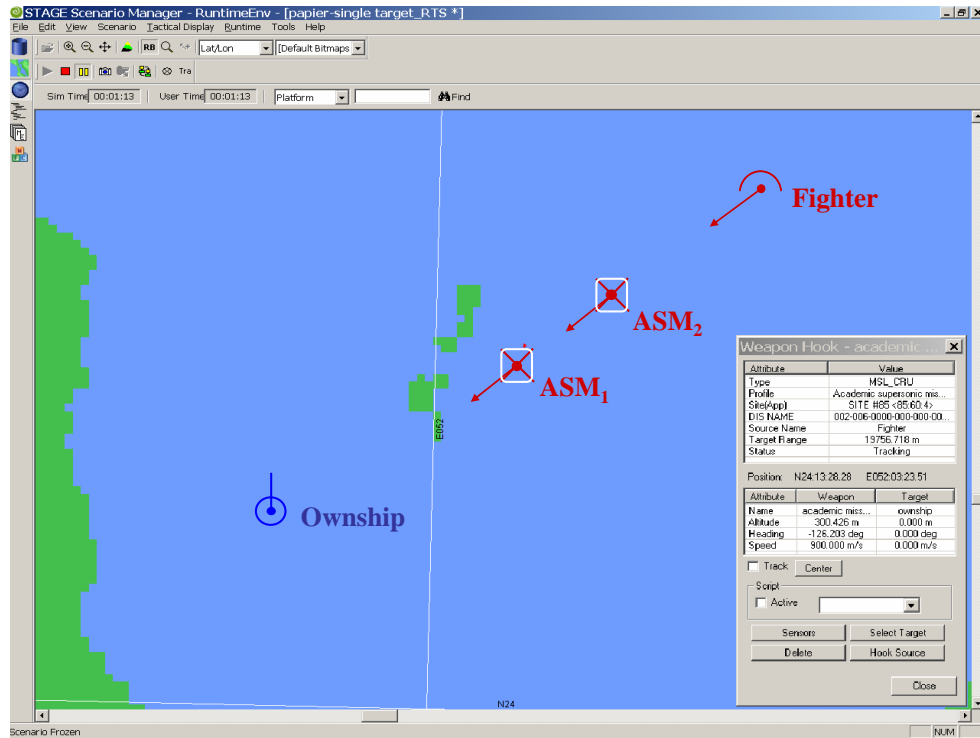 STAGE Scenario Manager - RuntimeEnv - [papier-single target_RTS *]
File Edit View Scenario Tactical Display Runtime Tools Help
RB Lat/Lon [Default Bitmaps
Tra
Sim Time 00:01:13 User Time 00:01:13 Platform Find
Fighter
ASM2
ASM1
E052
Ownship
N24
Weapon Hook - academic ...
Attribute Value
Type MSL_CRU
Profile Academic supersonic mis...
Site(App) SITE #85 <85:60:4>
DIS NAME 002-006-0000-000-000-00...
Source Name Fighter
Target Range 19756.718 m
Status Tracking
Position: N24:13:28.28 E052:03:23.51
Attribute Weapon Target
Name academic miss... ownship
Altitude 300.426 m 0.000 m
Heading -126.203 deg 0.000 deg
Speed 900.000 m/s 0.000 m/s
Track Center
Script
Active
Sensors Select Target
Delete Hook Source
Close
Scenario Frozen NUM